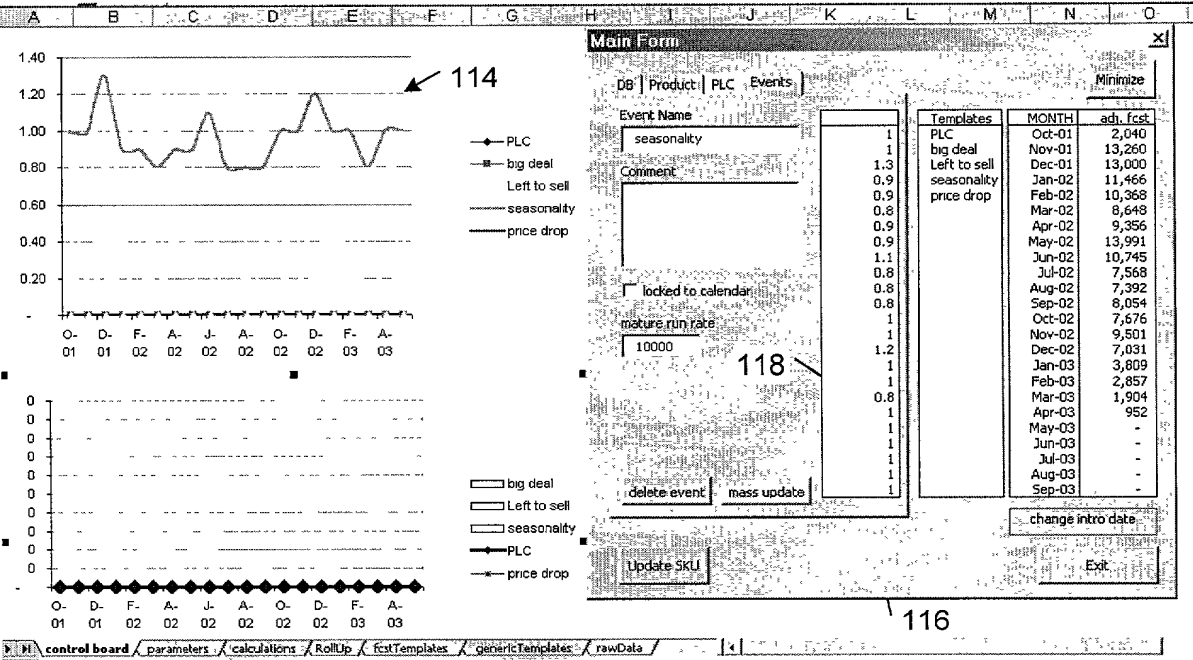 A B C D E F G H I J K L M N O
1.40
1.20
1.00
0.80
0.60
0.40
0.20
-
O-01 D-01 F-02 A-02 J-02 A-02 O-02 D-02 F-03 A-03
114
PLC
big deal
Left to sell
seasonality
price drop
0
0
0
0
0
0
0
0
0
0
-
O-01 D-01 F-02 A-02 J-02 A-02 O-02 D-02 F-03 A-03
big deal
Left to sell
seasonality
PLC
price drop
Main Form
DB Product PLC Events
Minimize
Event Name
seasonality
Comment
locked to calendar
mature run rate
10000
118
delete event mass update
1
1
1.3
0.9
0.9
0.8
0.9
0.9
1.1
0.8
0.8
0.8
1
1
1.2
1
1
0.8
1
1
1
1
1
1
Templates
PLC
big deal
Left to sell
seasonality
price drop
MONTH adj. fcst
Oct-01 2,040
Nov-01 13,260
Dec-01 13,000
Jan-02 11,466
Feb-02 10,368
Mar-02 8,648
Apr-02 9,356
May-02 13,991
Jun-02 10,745
Jul-02 7,568
Aug-02 7,392
Sep-02 8,054
Oct-02 7,676
Nov-02 9,501
Dec-02 7,031
Jan-03 3,809
Feb-03 2,857
Mar-03 1,904
Apr-03 952
May-03 -
Jun-03 -
Jul-03 -
Aug-03 -
Sep-03 -
change intro date
Update SKU
Exit
116
control board parameters calculations RollUp fcstTemplates genericTemplates rawData